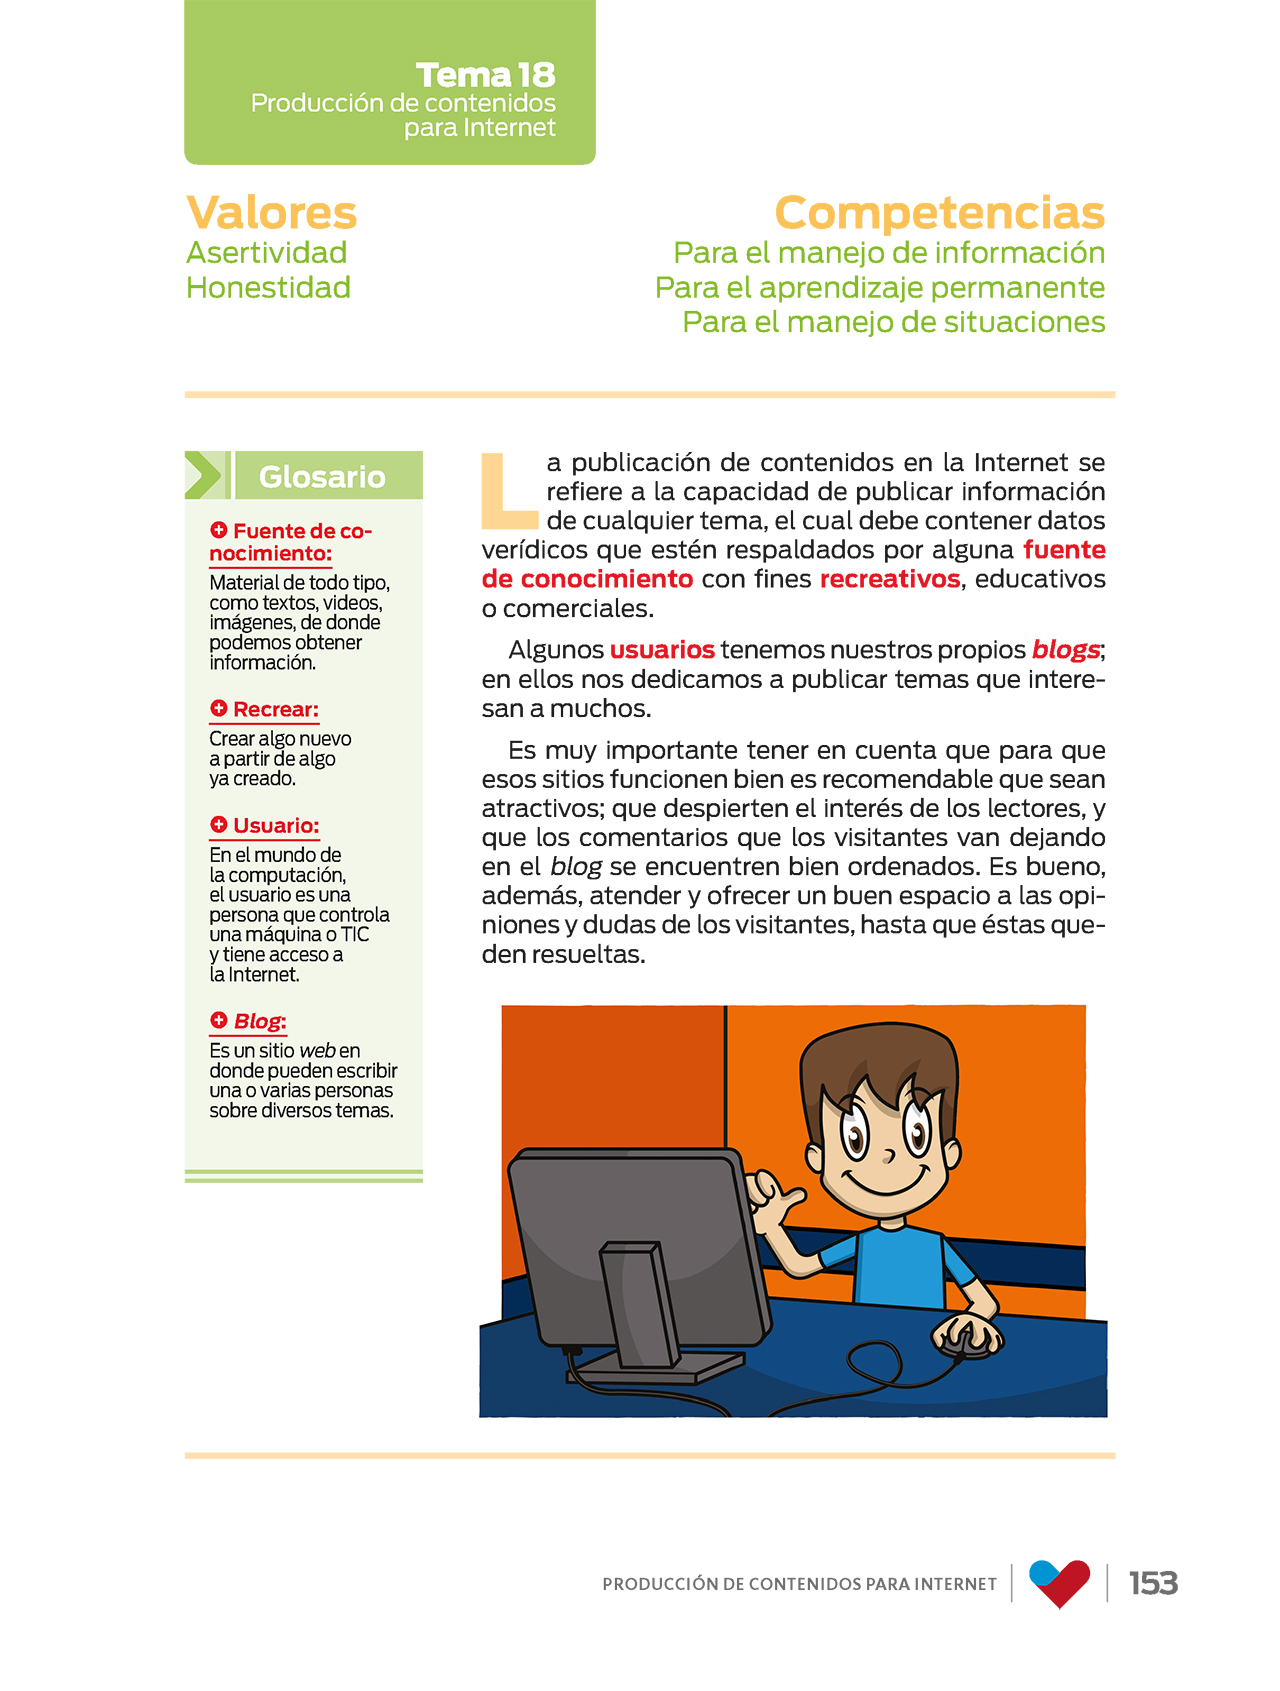 Tema 18
Producción de contenidos
para Internet
Valores
Asertividad
Honestidad
Competencias
Para el manejo de información
Para el aprendizaje permanente
Para el manejo de situaciones
Glosario
Fuente de co-
nocimiento:
Material de todo tipo,
como textos, videos,
imágenes, de donde
podemos obtener
información.
Recrear:
Crear algo nuevo
a partir de algo
ya creado.
Usuario:
En el mundo de
la computación,
el usuario es una
persona que controla
una máquina o TIC
y tiene acceso a
la Internet.
Blog:
Es un sitio web en
donde pueden escribir
una o varias personas
sobre diversos temas.
La publicación de contenidos en la Internet se
refiere a la capacidad de publicar información
de cualquier tema, el cual debe contener datos
verídicos que estén respaldados por alguna fuente
de conocimiento con fines recreativos, educativos
o comerciales.
Algunos usuarios tenemos nuestros propios blogs;
en ellos nos dedicamos a publicar temas que intere-
san a muchos.
Es muy importante tener en cuenta que para que
esos sitios funcionen bien es recomendable que sean
atractivos; que despierten el interés de los lectores, y
que los comentarios que los visitantes van dejando
en el blog se encuentren bien ordenados. Es bueno,
además, atender y ofrecer un buen espacio a las opi-
niones y dudas de los visitantes, hasta que éstas que-
den resueltas.
PRODUCCIÓN DE CONTENIDOS PARA INTERNET
153